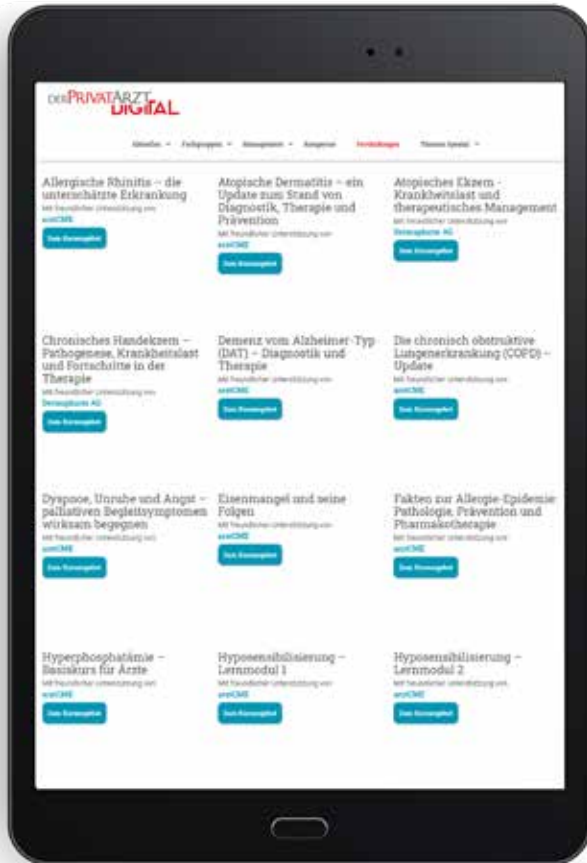 DERPRIVATARZT
DIGITAL
Aktuelles Fachgruppen Management Kongresse Fortbildungen Themen Spezial
Allergische Rhinitis – die
unterschätzte Erkrankung
Mit freundlicher Unterstützung von
arztCME
Zum Kursangebot
Atopische Dermatitis – ein
Update zum Stand von
Diagnostik, Therapie und
Prävention
Mit freundlicher Unterstützung von
arztCME
Zum Kursangebot
Atopisches Ekzem -
Krankheitslast und
therapeutisches Management
Mit freundlicher Unterstützung von
Dermapharm AG
Zum Kursangebot
Chronisches Handekzem –
Pathogenese, Krankheitslast
und Fortschritte in der
Therapie
Mit freundlicher Unterstützung von
Dermapharm AG
Zum Kursangebot
Demenz vom Alzheimer-Typ
(DAT) – Diagnostik und
Therapie
Mit freundlicher Unterstützung von
arztCME
Zum Kursangebot
Die chronisch obstruktive
Lungenerkrankung (COPD) –
Update
Mit freundlicher Unterstützung von
arztCME
Zum Kursangebot
Dyspnoe, Unruhe und Angst –
palliativen Begleitsymptomen
wirksam begegnen
Mit freundlicher Unterstützung von
arztCME
Zum Kursangebot
Eisenmangel und seine
Folgen
Mit freundlicher Unterstützung von
arztCME
Zum Kursangebot
Fakten zur Allergie-Epidemie
Pathologie, Prävention und
Pharmakotherapie
Mit freundlicher Unterstützung von
arztCME
Zum Kursangebot
Hyperphosphatämie –
Basiskurs für Ärzte
Mit freundlicher Unterstützung von
arztCME
Zum Kursangebot
Hyposensibilisierung –
Lernmodul 1
Mit freundlicher Unterstützung von
arztCME
Zum Kursangebot
Hyposensibilisierung –
Lernmodul 2
Mit freundlicher Unterstützung von
arztCME
Zum Kursangebot